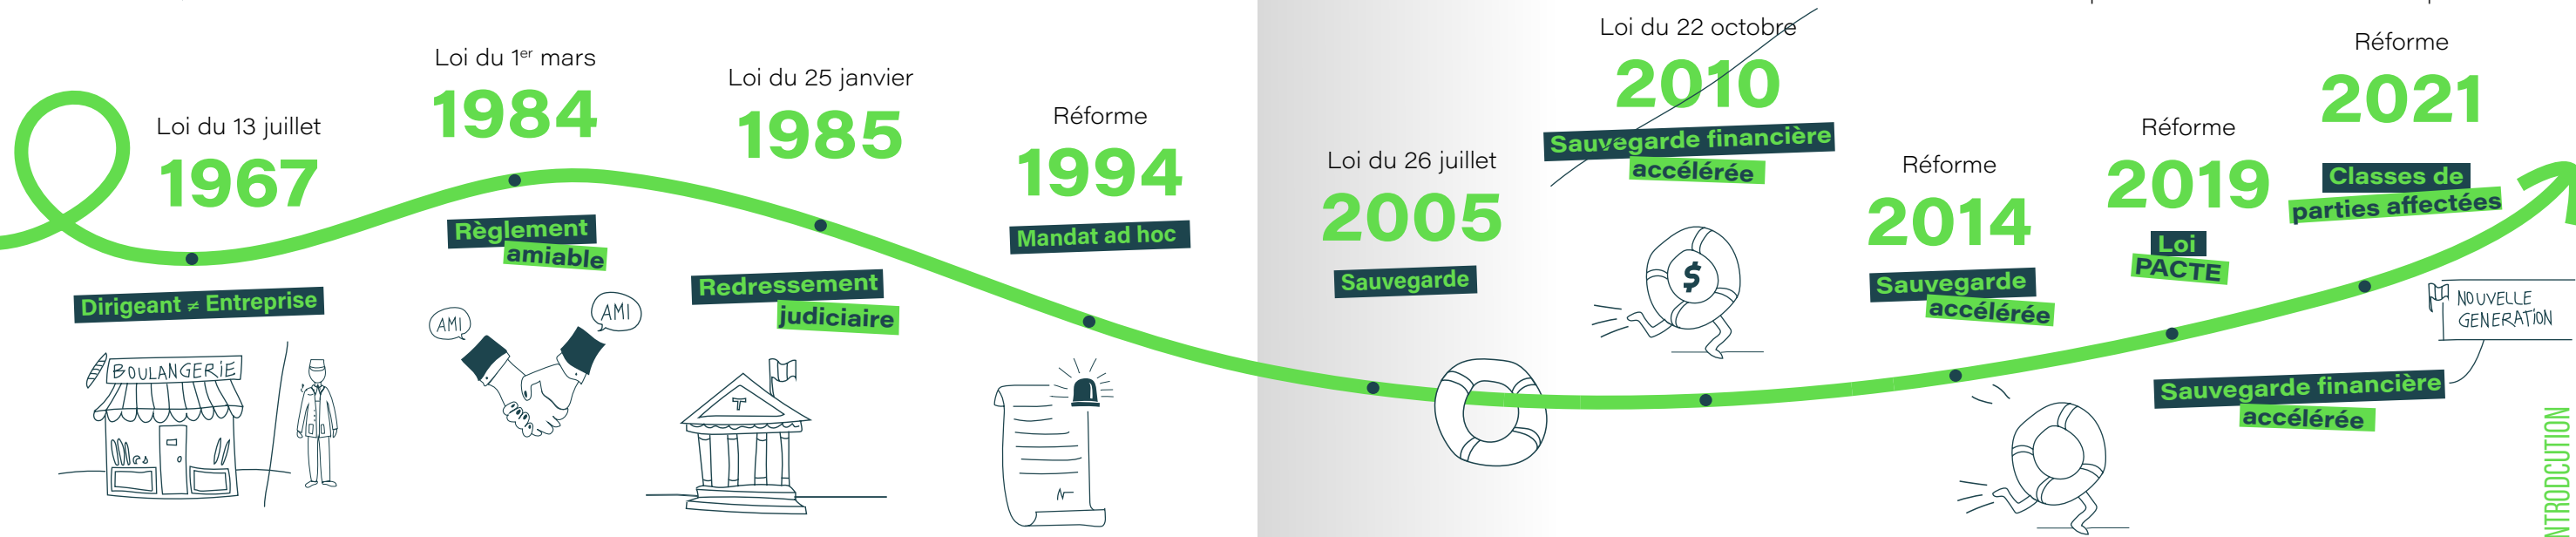 Loi du 13 juillet
1967
Dirigeant ≠ Entreprise
BOULANGERIE
Loi du 1er mars
1984
Règlement
amiable
AMI
AMI
Loi du 25 janvier
1985
Redressement
judiciaire
Réforme
1994
Mandat ad hoc
Loi du 26 juillet
2005
Sauvegarde
Loi du 22 octobre
2010
Sauvegarde financière
accélérée
$
Réforme
2014
Sauvegarde
accélérée
Réforme
2019
Loi
PACTE
Réforme
2021
Classes de
parties affectées
NOUVELLE
GENERATION
Sauvegarde financière
accélérée
NTRODCUTION